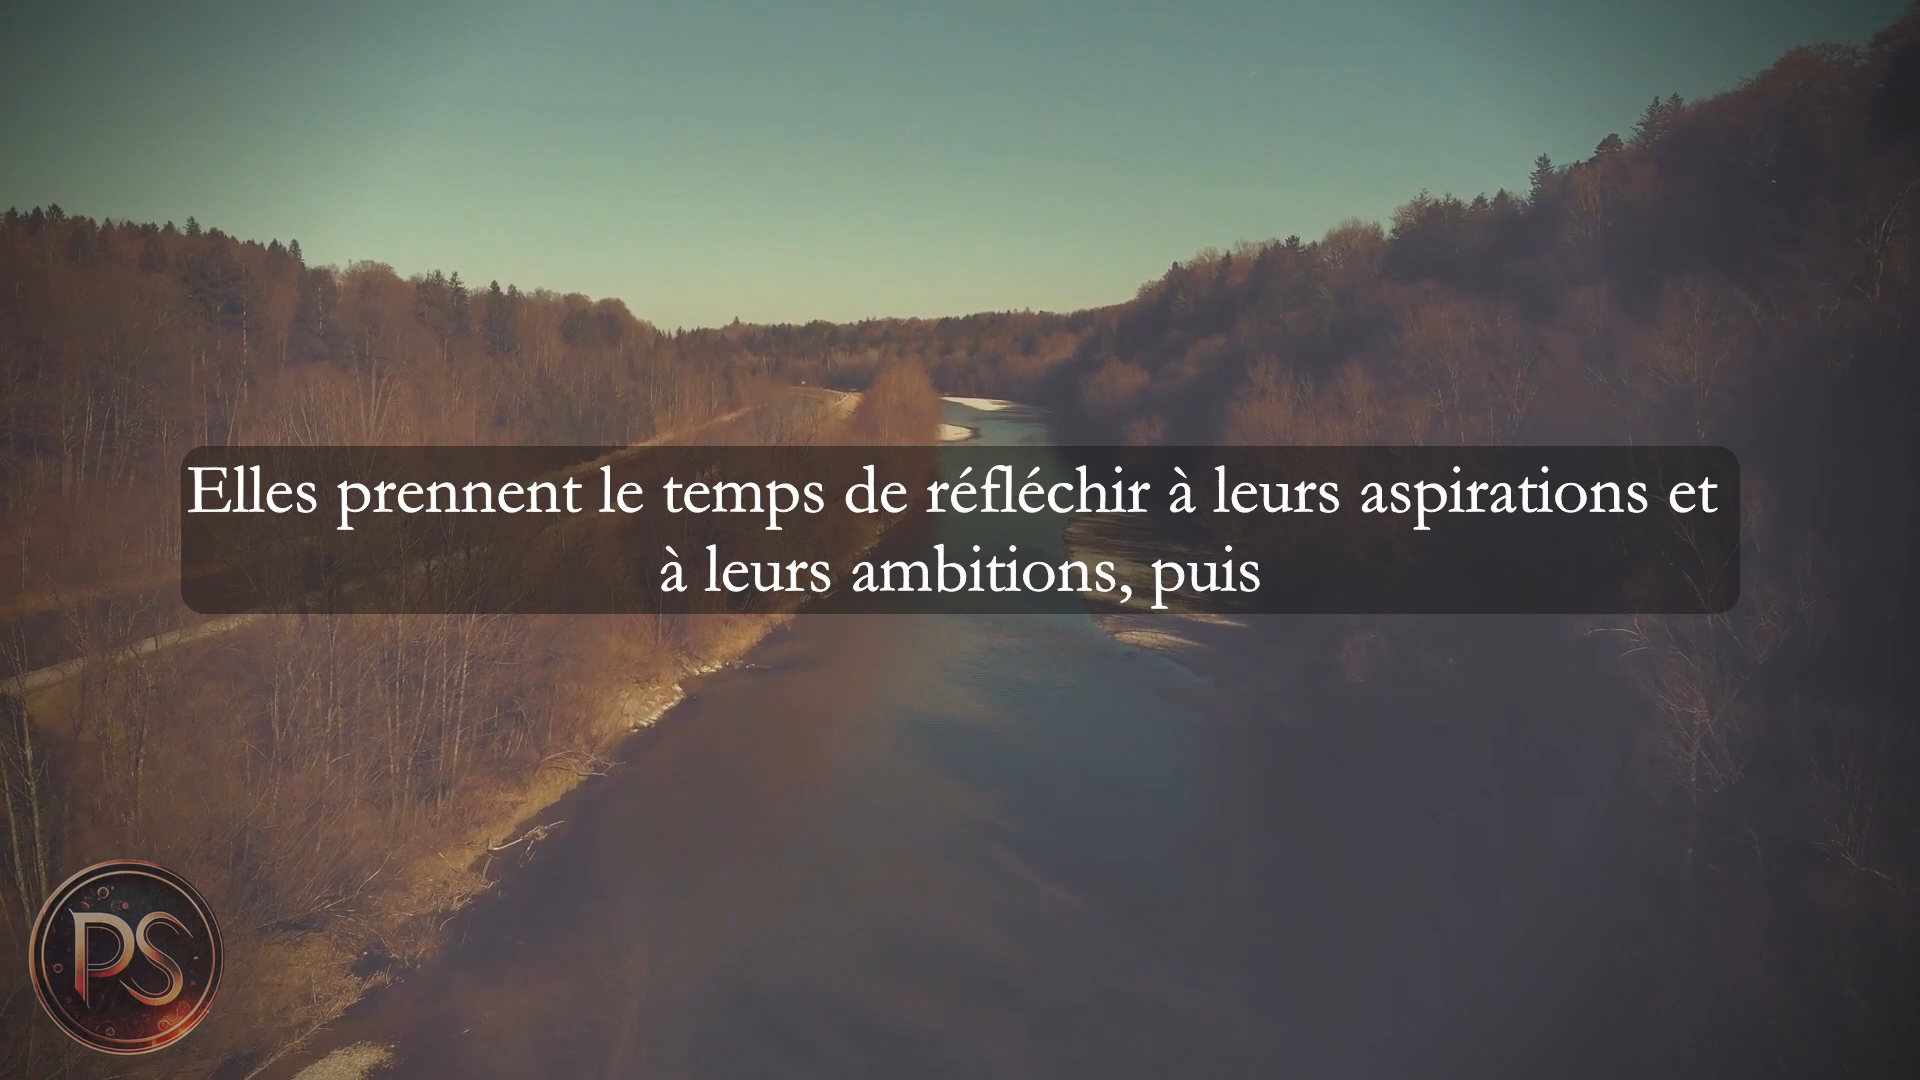 Elles prennent le temps de réfléchir à leurs aspirations et
à leurs ambitions, puis
PS